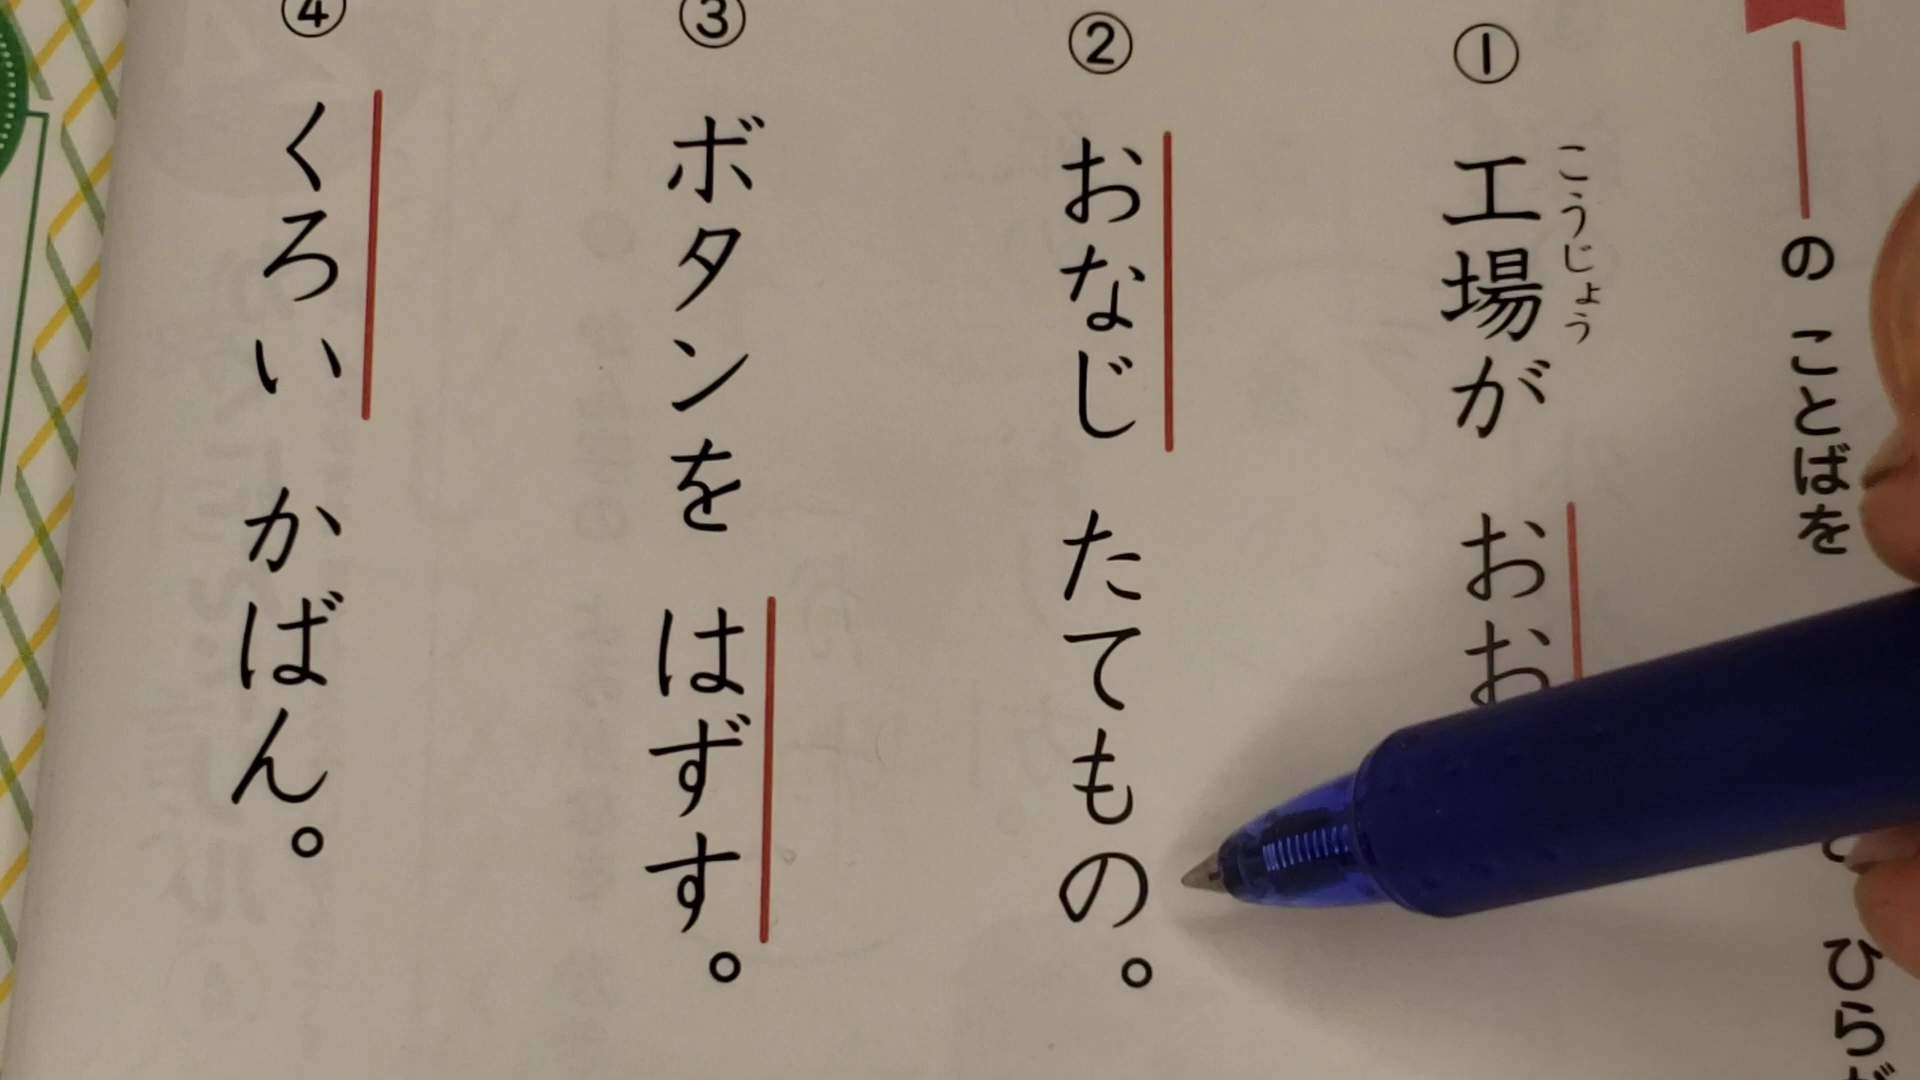 の ことばを
ひらが
① 工場が おお
こうじょう
② おなじ たてもの。
③ ボタンを はずす。
④ くろい かばん。